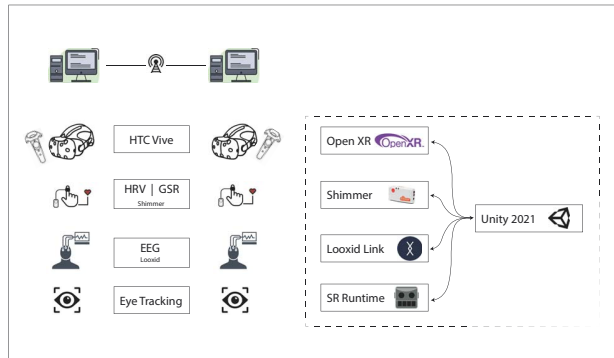 HTC Vive
HRV | GSR
Shimmer
EEG
Looxid
Eye Tracking
Open XR OpenXR.
Shimmer
Looxid Link
SR Runtime
Unity 2021